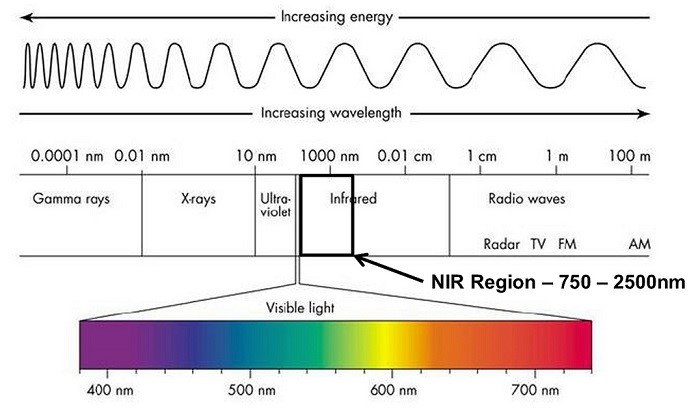 Increasing energy
Increasing wavelength
0.0001 nm 0.01 nm 10 nm 1000 nm 0.01 cm 1 cm 1 m 100 m
Gamma rays X-rays Ultra- Infrared Radio waves
violet
Radar TV FM AM
NIR Region – 750 – 2500nm
Visible light
400 nm 500 nm 600 nm 700 nm